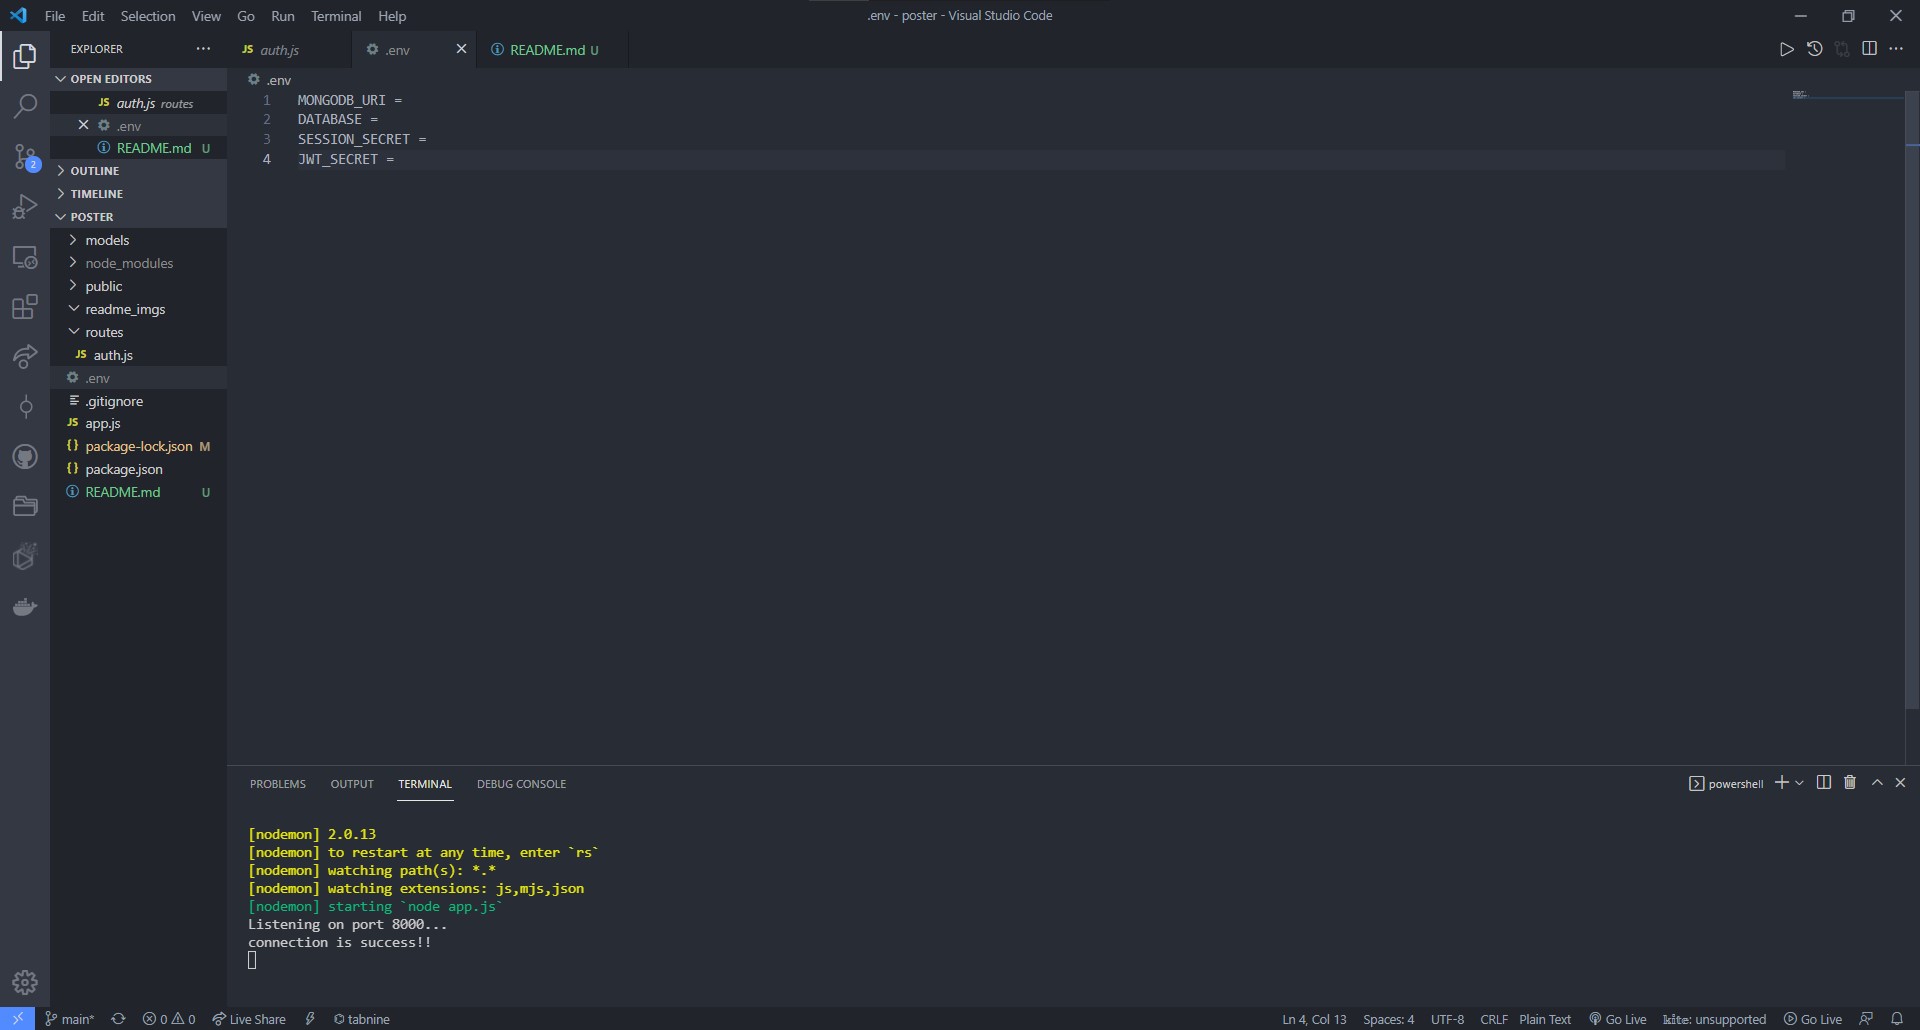 File Edit Selection View Go Run Terminal Help
.env - poster - Visual Studio Code
EXPLORER
JS auth.js
.env
README.md U
OPEN EDITORS
JS auth.js routes
.env
README.md U
OUTLINE
TIMELINE
POSTER
models
node_modules
public
readme_imgs
routes
JS auth.js
.env
.gitignore
JS app.js
{} package-lock.json M
{} package.json
README.md U
2
.env
1 MONGODB_URI =
2 DATABASE =
3 SESSION_SECRET =
4 JWT_SECRET =
PROBLEMS OUTPUT TERMINAL DEBUG CONSOLE
powershell
[nodemon] 2.0.13
[nodemon] to restart at any time, enter `rs`
[nodemon] watching path(s): *.*
[nodemon] watching extensions: js,mjs,json
[nodemon] starting `node app.js`
Listening on port 8000...
connection is success!!
main* 0 0 Live Share tabnine
Ln 4, Col 13 Spaces: 4 UTF-8 CRLF Plain Text Go Live kite: unsupported Go Live